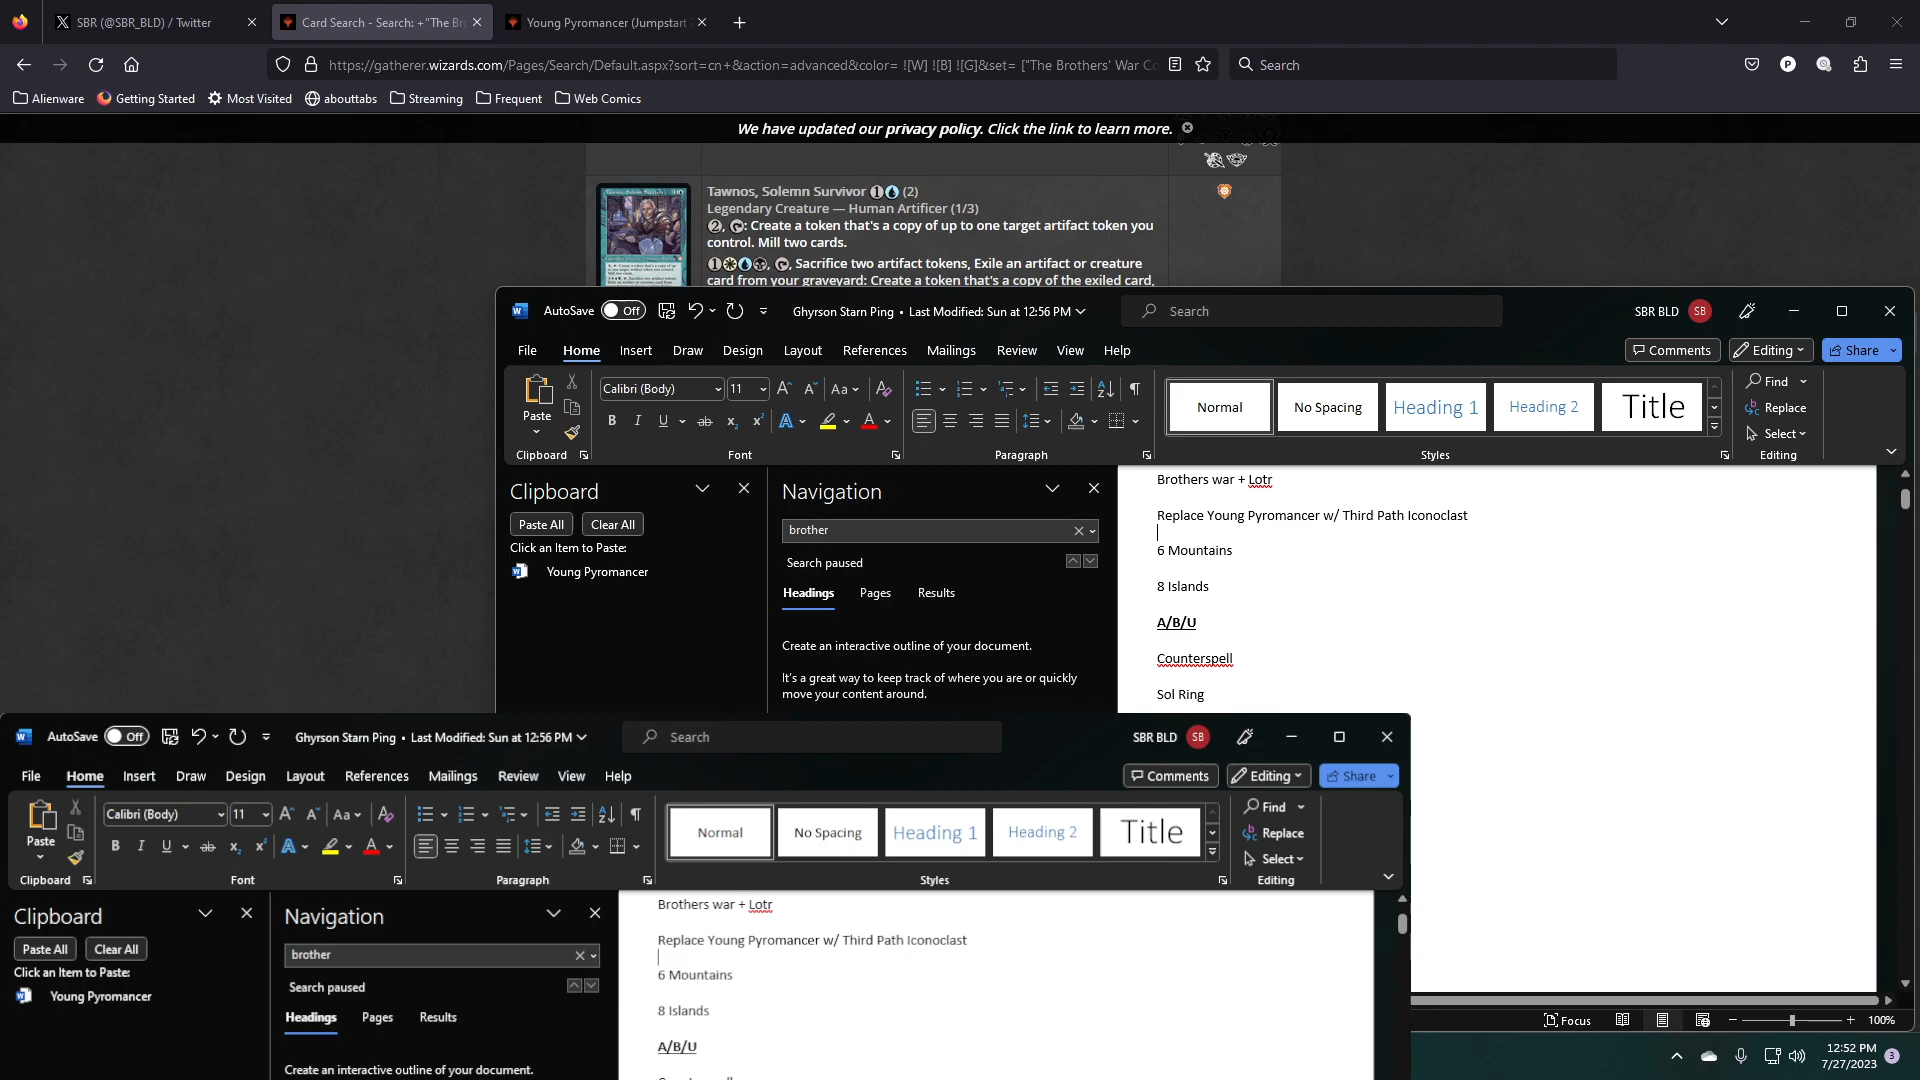 SBR (@SBR_BLD) / Twitter
Card Search - Search: +"The Bro
Young Pyromancer (Jumpstart
https://gatherer.wizards.com/Pages/Search/Default.aspx?sort=cn+&action=advanced&color= ![W] ![B] ![G]&set= ["The Brothers' War Co
Search
Alienware
Getting Started
Most Visited
abouttabs
Streaming
Frequent
Web Comics
We have updated our privacy policy. Click the link to learn more.
Tawnos, Solemn Survivor 1 (2)
Legendary Creature — Human Artificer (1/3)
2, : Create a token that's a copy of up to one target artifact token you
control. Mill two cards.
1, , Sacrifice two artifact tokens, Exile an artifact or creature
card from your graveyard: Create a token that's a copy of the exiled card,
AutoSave Off
Ghyrson Starn Ping • Last Modified: Sun at 12:56 PM
Search
SBR BLD SB
File Home Insert Draw Design Layout References Mailings Review View Help
Comments Editing Share
Paste
Calibri (Body) 11
Normal No Spacing Heading 1 Heading 2 Title
Find
Replace
Select
Clipboard Font Paragraph Styles Editing
Clipboard
Paste All Clear All
Click an Item to Paste:
Young Pyromancer
Navigation
brother
Search paused
Headings Pages Results
Create an interactive outline of your document.
It's a great way to keep track of where you are or quickly
move your content around.
Brothers war + Lotr
Replace Young Pyromancer w/ Third Path Iconoclast
6 Mountains
8 Islands
A/B/U
Counterspell
Sol Ring
AutoSave Off
Ghyrson Starn Ping • Last Modified: Sun at 12:56 PM
Search
SBR BLD SB
File Home Insert Draw Design Layout References Mailings Review View Help
Comments Editing Share
Paste
Calibri (Body) 11
Normal No Spacing Heading 1 Heading 2 Title
Find
Replace
Select
Clipboard Font Paragraph Styles Editing
Clipboard
Paste All Clear All
Click an Item to Paste:
Young Pyromancer
Navigation
brother
Search paused
Headings Pages Results
Create an interactive outline of your document.
Brothers war + Lotr
Replace Young Pyromancer w/ Third Path Iconoclast
6 Mountains
8 Islands
A/B/U
Focus
100%
12:52 PM
7/27/2023
3